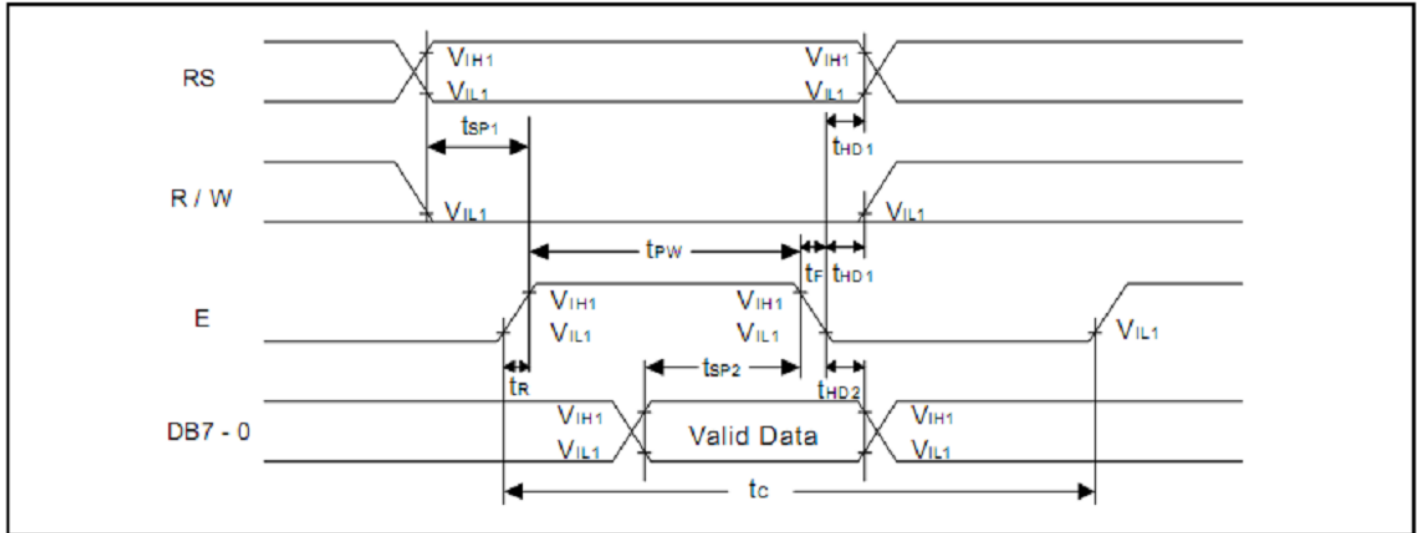 RS
VIH1
VIH1
VIL1
VIL1
tSP1
tHD1
R / W
VIL1
VIL1
tPW
tF
tHD1
E
VIH1
VIH1
VIL1
VIL1
VIL1
tR
tSP2
tHD2
DB7 - 0
VIH1
VIH1
VIL1
Valid Data
VIL1
tC